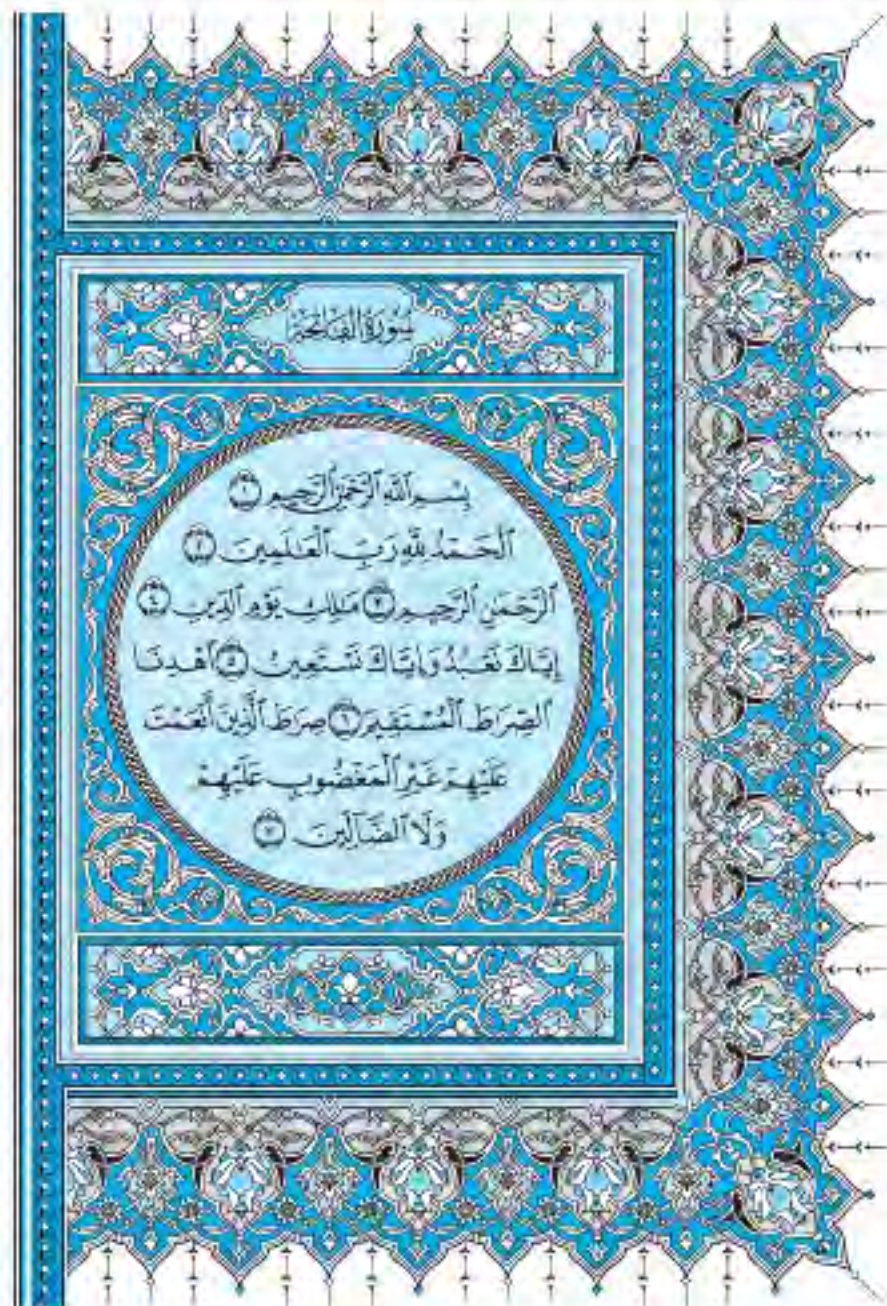 سُورَةُ الْفَاتِحَةِ
بِسْمِ ٱللَّهِ ٱلرَّحْمَٰنِ ٱلرَّحِيمِ ١
ٱلْحَمْدُ لِلَّهِ رَبِّ ٱلْعَٰلَمِينَ ٢
ٱلرَّحْمَٰنِ ٱلرَّحِيمِ ٣ مَٰلِكِ يَوْمِ ٱلدِّينِ ٤
إِيَّاكَ نَعْبُدُ وَإِيَّاكَ نَسْتَعِينُ ٥ ٱهْدِنَا
ٱلصِّرَٰطَ ٱلْمُسْتَقِيمَ ٦ صِرَٰطَ ٱلَّذِينَ أَنْعَمْتَ
عَلَيْهِمْ غَيْرِ ٱلْمَغْضُوبِ عَلَيْهِمْ
وَلَا ٱلضَّآلِّينَ ٧